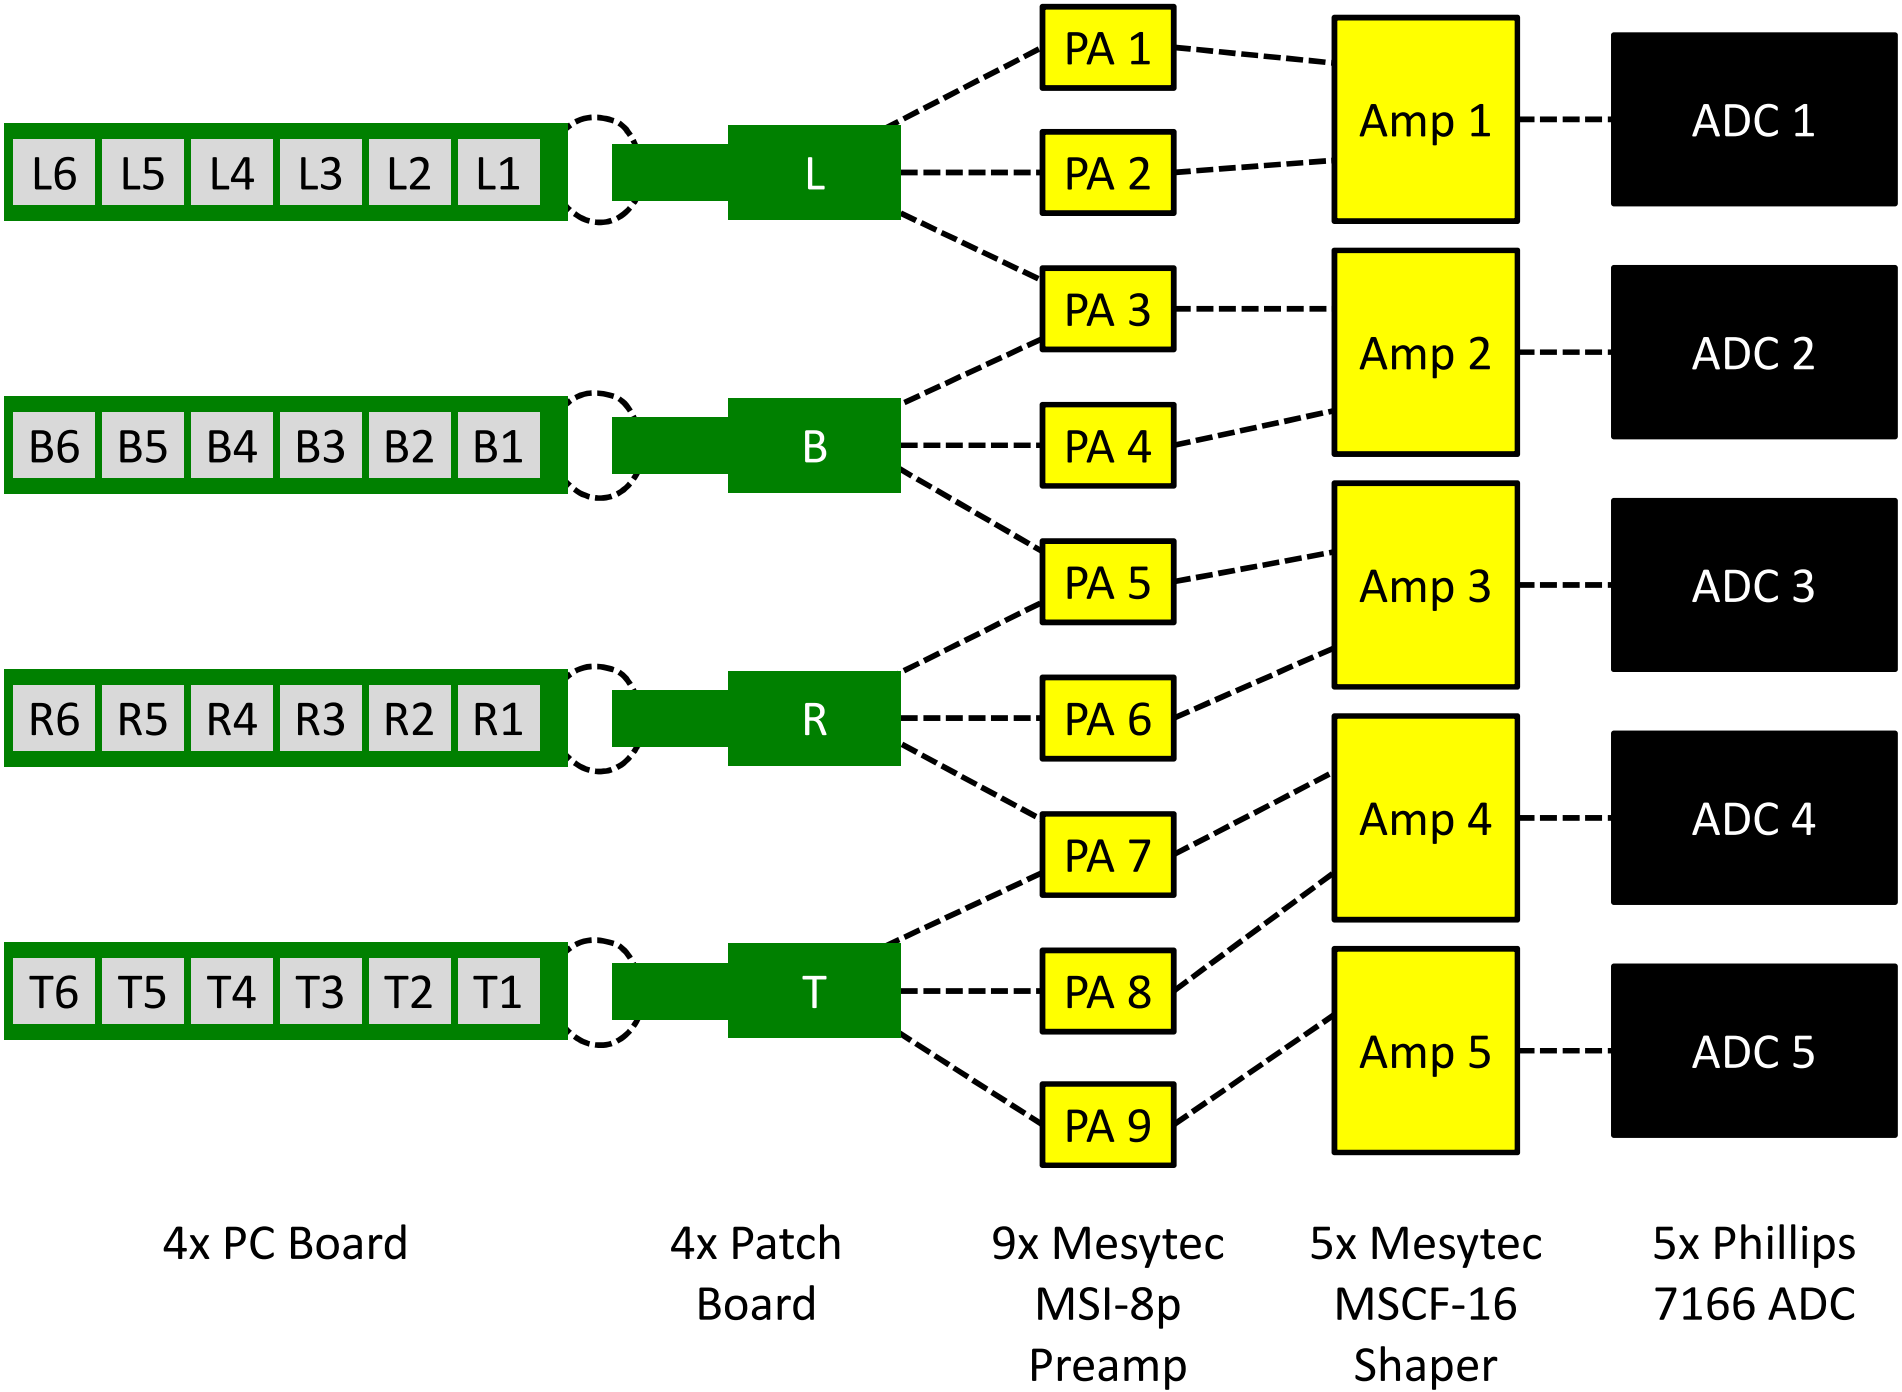 PA 1
Amp 1
ADC 1
L6 L5 L4 L3 L2 L1
L
PA 2
PA 3
Amp 2
ADC 2
B6 B5 B4 B3 B2 B1
B
PA 4
PA 5
Amp 3
ADC 3
R6 R5 R4 R3 R2 R1
R
PA 6
PA 7
Amp 4
ADC 4
T6 T5 T4 T3 T2 T1
T
PA 8
PA 9
Amp 5
ADC 5
4x PC Board
4x Patch
Board
9x Mesytec
MSI-8p
Preamp
5x Mesytec
MSCF-16
Shaper
5x Phillips
7166 ADC